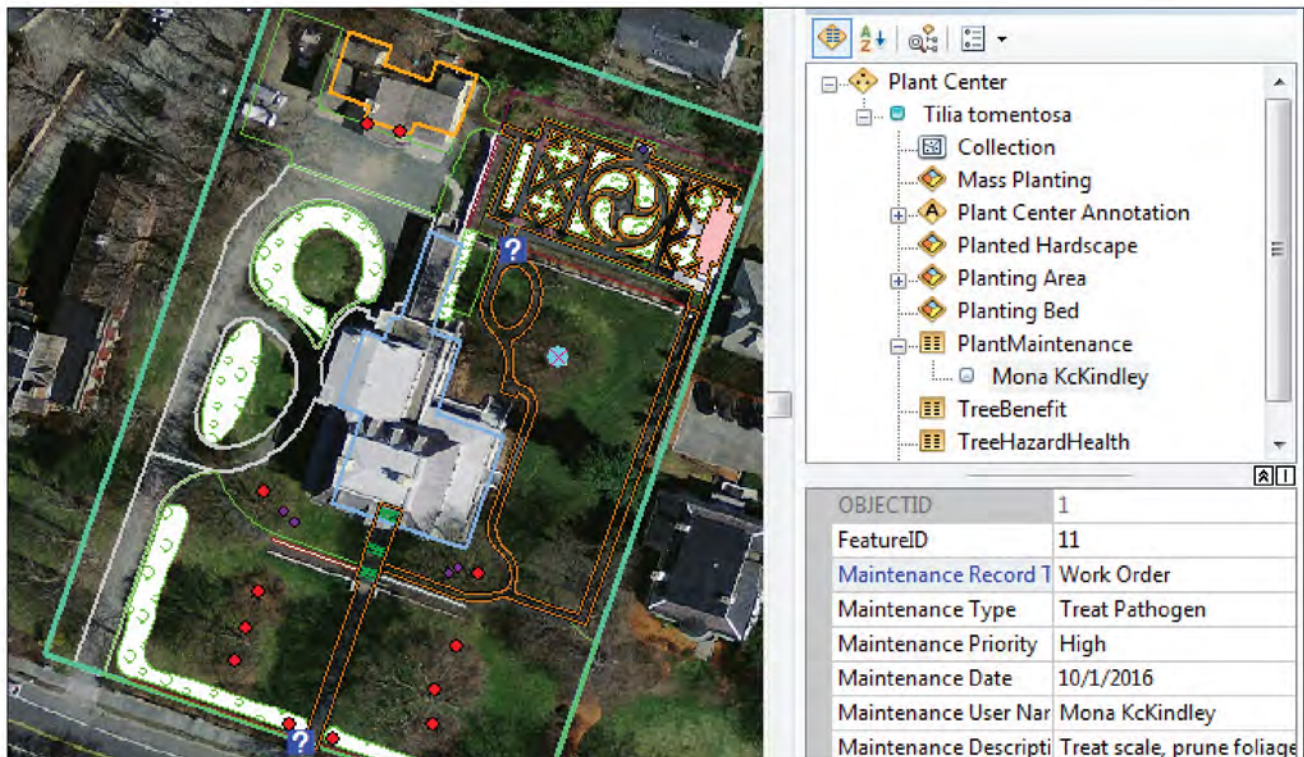 ?
?
A
Z
Plant Center
Tilia tomentosa
Collection
Mass Planting
A Plant Center Annotation
Planted Hardscape
Planting Area
Planting Bed
PlantMaintenance
Mona KcKindley
TreeBenefit
TreeHazardHealth
OBJECTID 1
FeatureID 11
Maintenance Record T Work Order
Maintenance Type Treat Pathogen
Maintenance Priority High
Maintenance Date 10/1/2016
Maintenance User Nar Mona KcKindley
Maintenance Descripti Treat scale, prune foliage